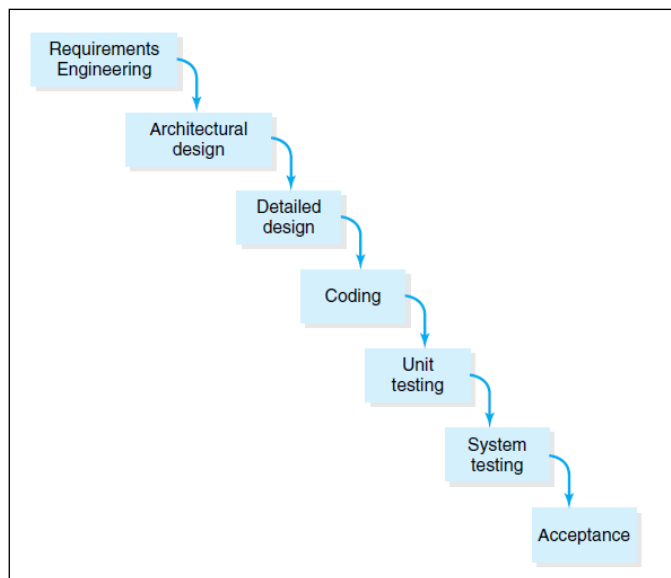 Requirements
Engineering
Architectural
design
Detailed
design
Coding
Unit
testing
System
testing
Acceptance